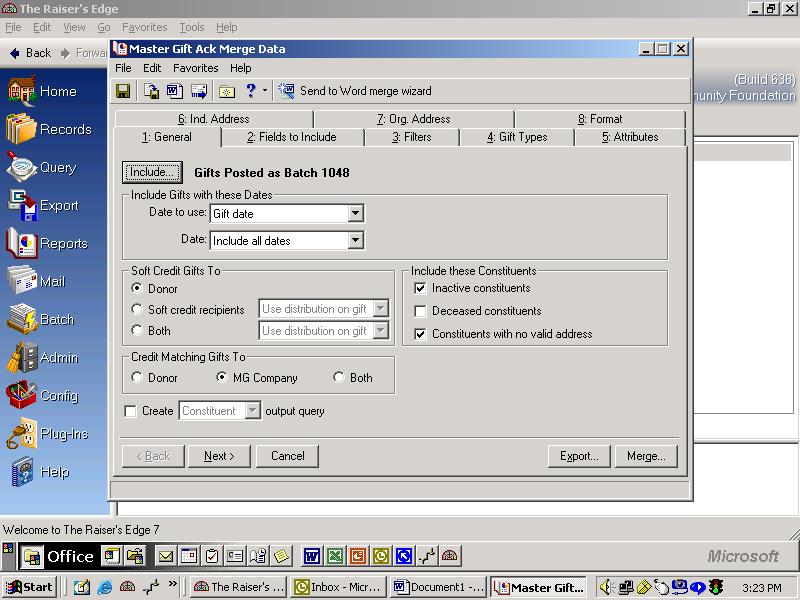 The Raiser's Edge
File Edit View Go Favorites Tools Help
Back Forwa
(Build 638)
nunity Foundation
Home
Records
Query
Export
Reports
Mail
Batch
Admin
Config
Plug-Ins
Help
Master Gift Ack Merge Data
File Edit Favorites Help
Send to Word merge wizard
6: Ind. Address 7: Org. Address 8: Format
1: General 2: Fields to Include 3: Filters 4: Gift Types 5: Attributes
Include... Gifts Posted as Batch 1048
Include Gifts with these Dates
Date to use: Gift date
Date: Include all dates
Soft Credit Gifts To
Donor
Soft credit recipients Use distribution on gift
Both Use distribution on gift
Include these Constituents
Inactive constituents
Deceased constituents
Constituents with no valid address
Credit Matching Gifts To
Donor MG Company Both
Create Constituent output query
< Back Next > Cancel Export... Merge...
Welcome to The Raiser's Edge 7
Office Microsoft
Start The Raiser's ... Inbox - Micr... Document1 - ... Master Gift... 3:23 PM